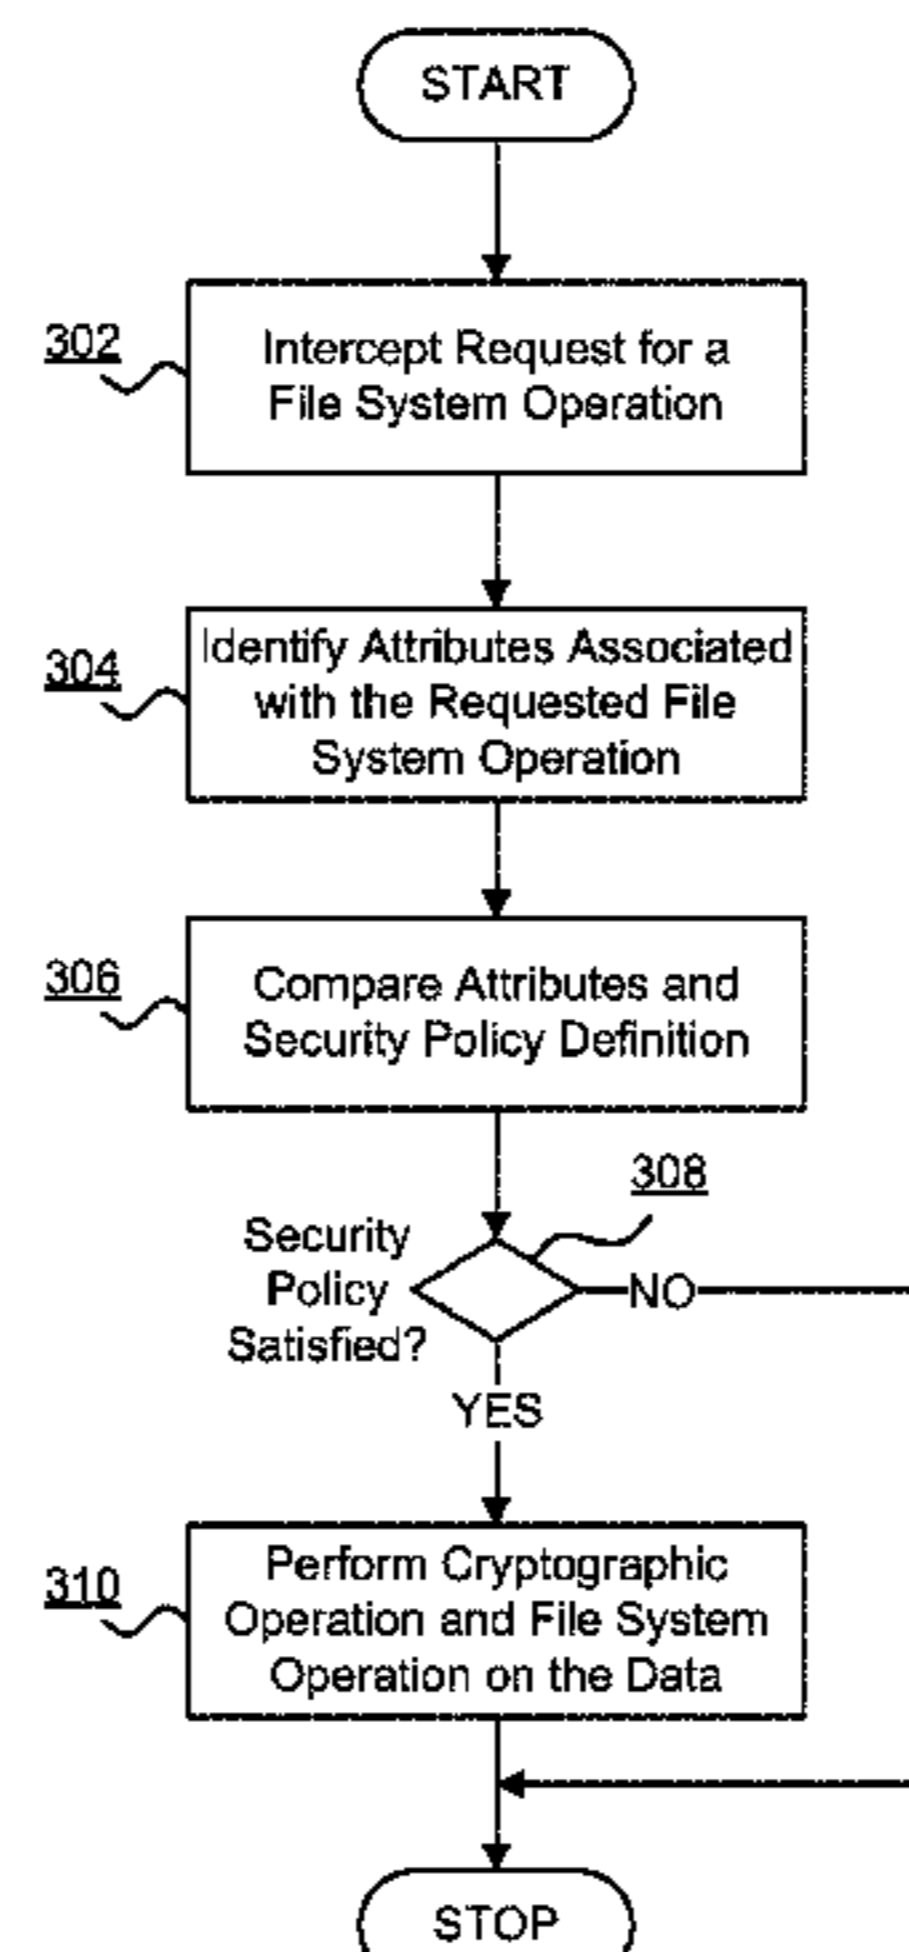 START
302
Intercept Request for a
File System Operation
304
Identify Attributes Associated
with the Requested File
System Operation
306
Compare Attributes and
Security Policy Definition
308
Security
Policy
Satisfied?
NO
YES
310
Perform Cryptographic
Operation and File System
Operation on the Data
STOP